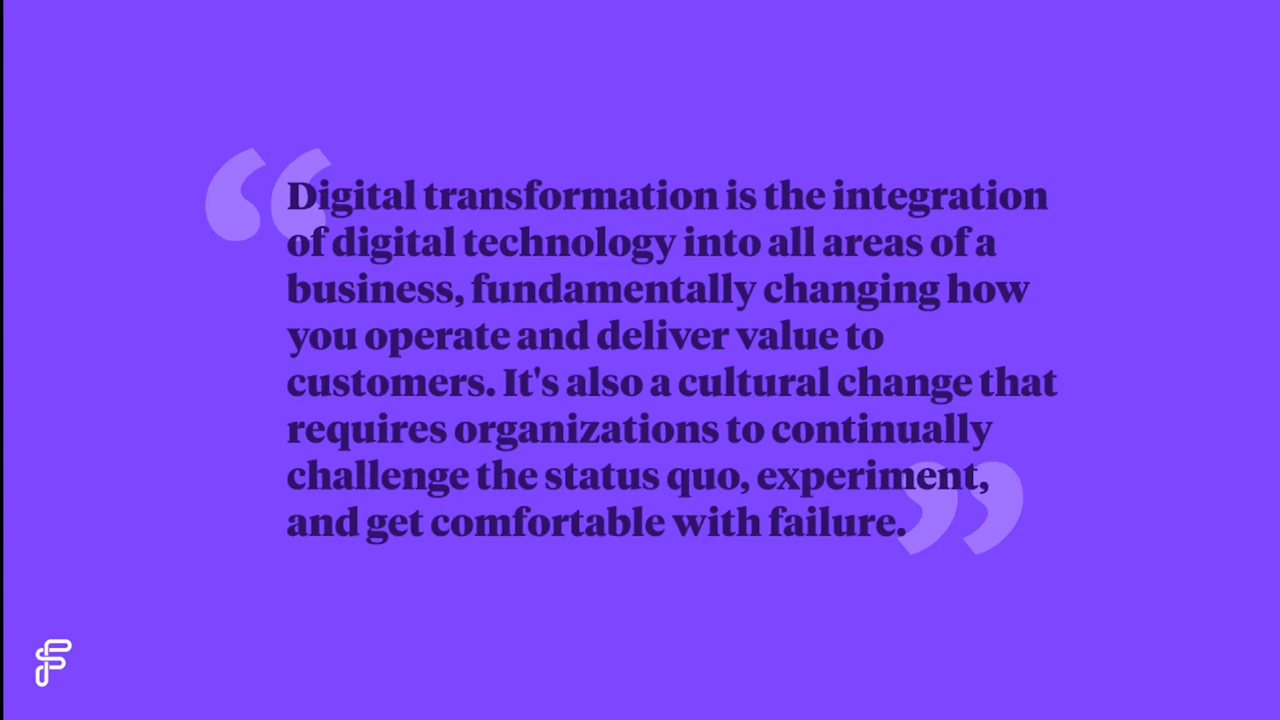 Digital transformation is the integration
of digital technology into all areas of a
business, fundamentally changing how
you operate and deliver value to
customers. It's also a cultural change that
requires organizations to continually
challenge the status quo, experiment,
and get comfortable with failure.